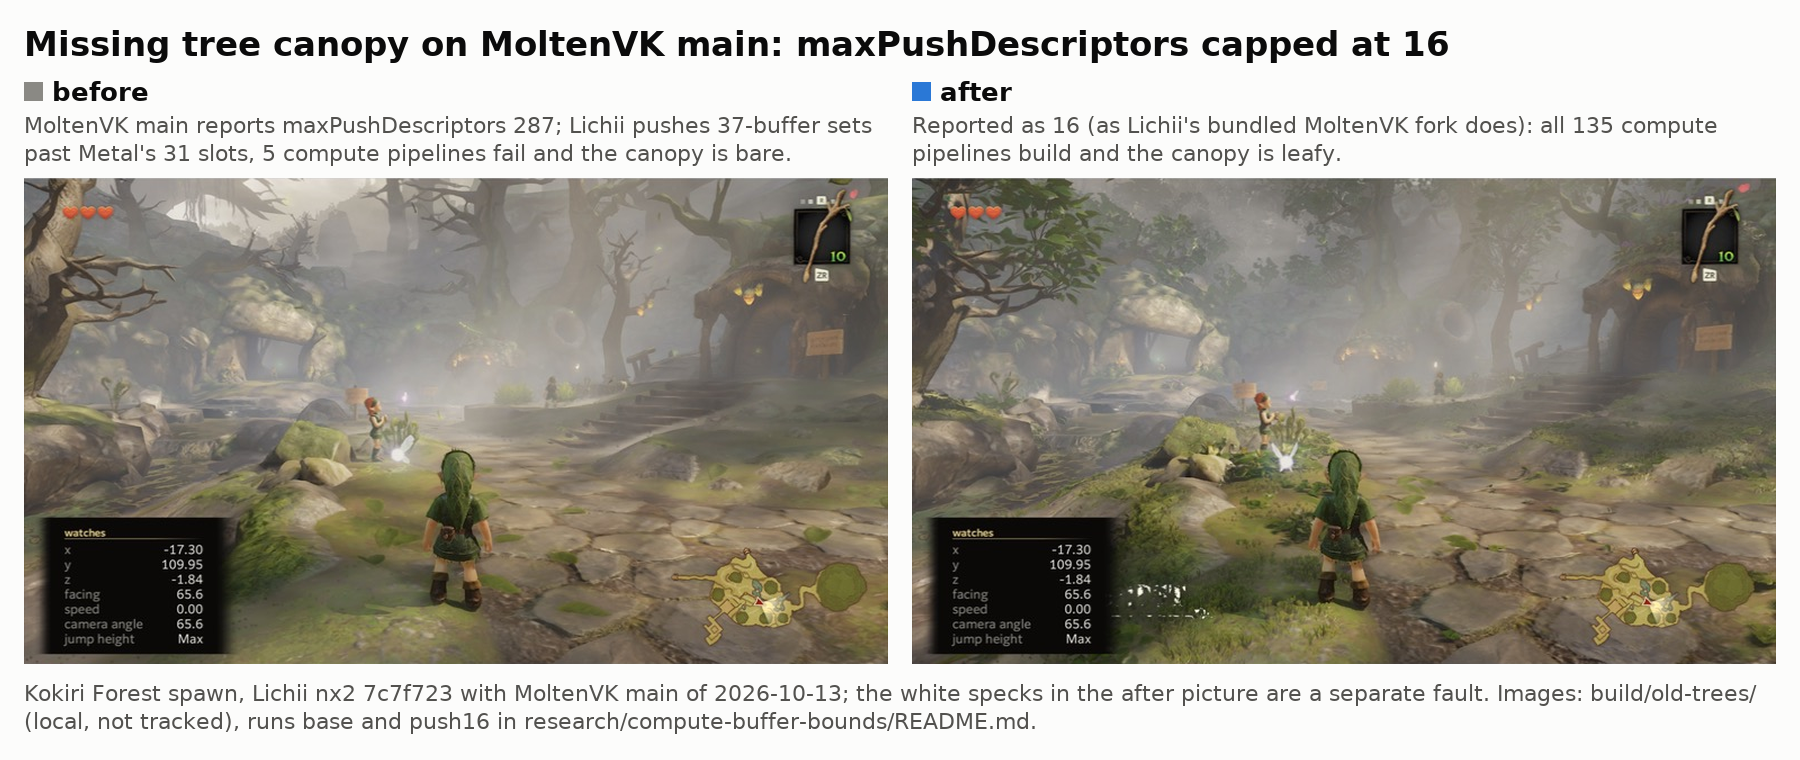 Missing tree canopy on MoltenVK main: maxPushDescriptors capped at 16
before
MoltenVK main reports maxPushDescriptors 287; Lichii pushes 37-buffer sets
past Metal's 31 slots, 5 compute pipelines fail and the canopy is bare.
10
ZR
watches
x -17.30
y 109.95
z -1.84
facing 65.6
speed 0.00
camera angle 65.6
jump height Max
after
Reported as 16 (as Lichii's bundled MoltenVK fork does): all 135 compute
pipelines build and the canopy is leafy.
10
ZR
watches
x -17.30
y 109.95
z -1.84
facing 65.6
speed 0.00
camera angle 65.6
jump height Max
Kokiri Forest spawn, Lichii nx2 7c7f723 with MoltenVK main of 2026-10-13; the white specks in the after picture are a separate fault. Images: build/old-trees/
(local, not tracked), runs base and push16 in research/compute-buffer-bounds/README.md.